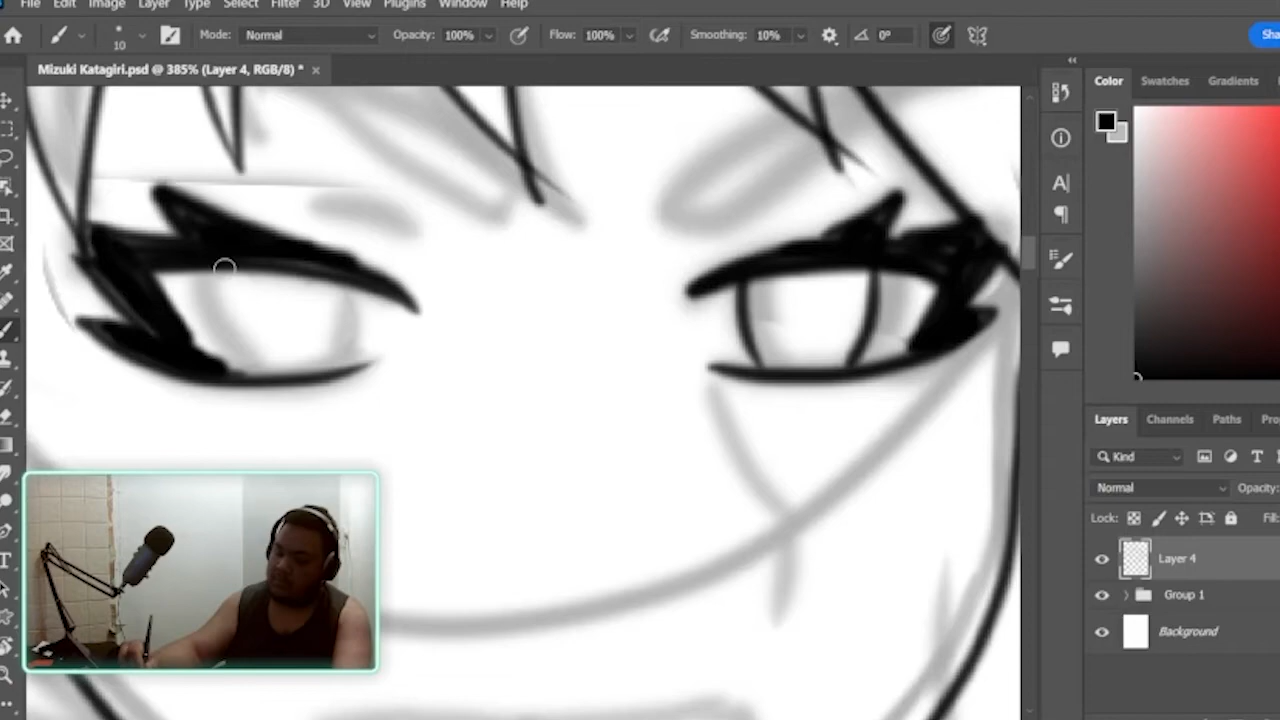 File Edit Image Layer Type Select Filter 3D View Plugins Window Help
10 Mode: Normal Opacity: 100% Flow: 100% Smoothing: 10% 0°
Mizuki Katagiri.psd @ 385% (Layer 4, RGB/8) *
Color Swatches Gradients
Layers Channels Paths
Kind
Normal Opacity:
Lock:
Layer 4
Group 1
Background